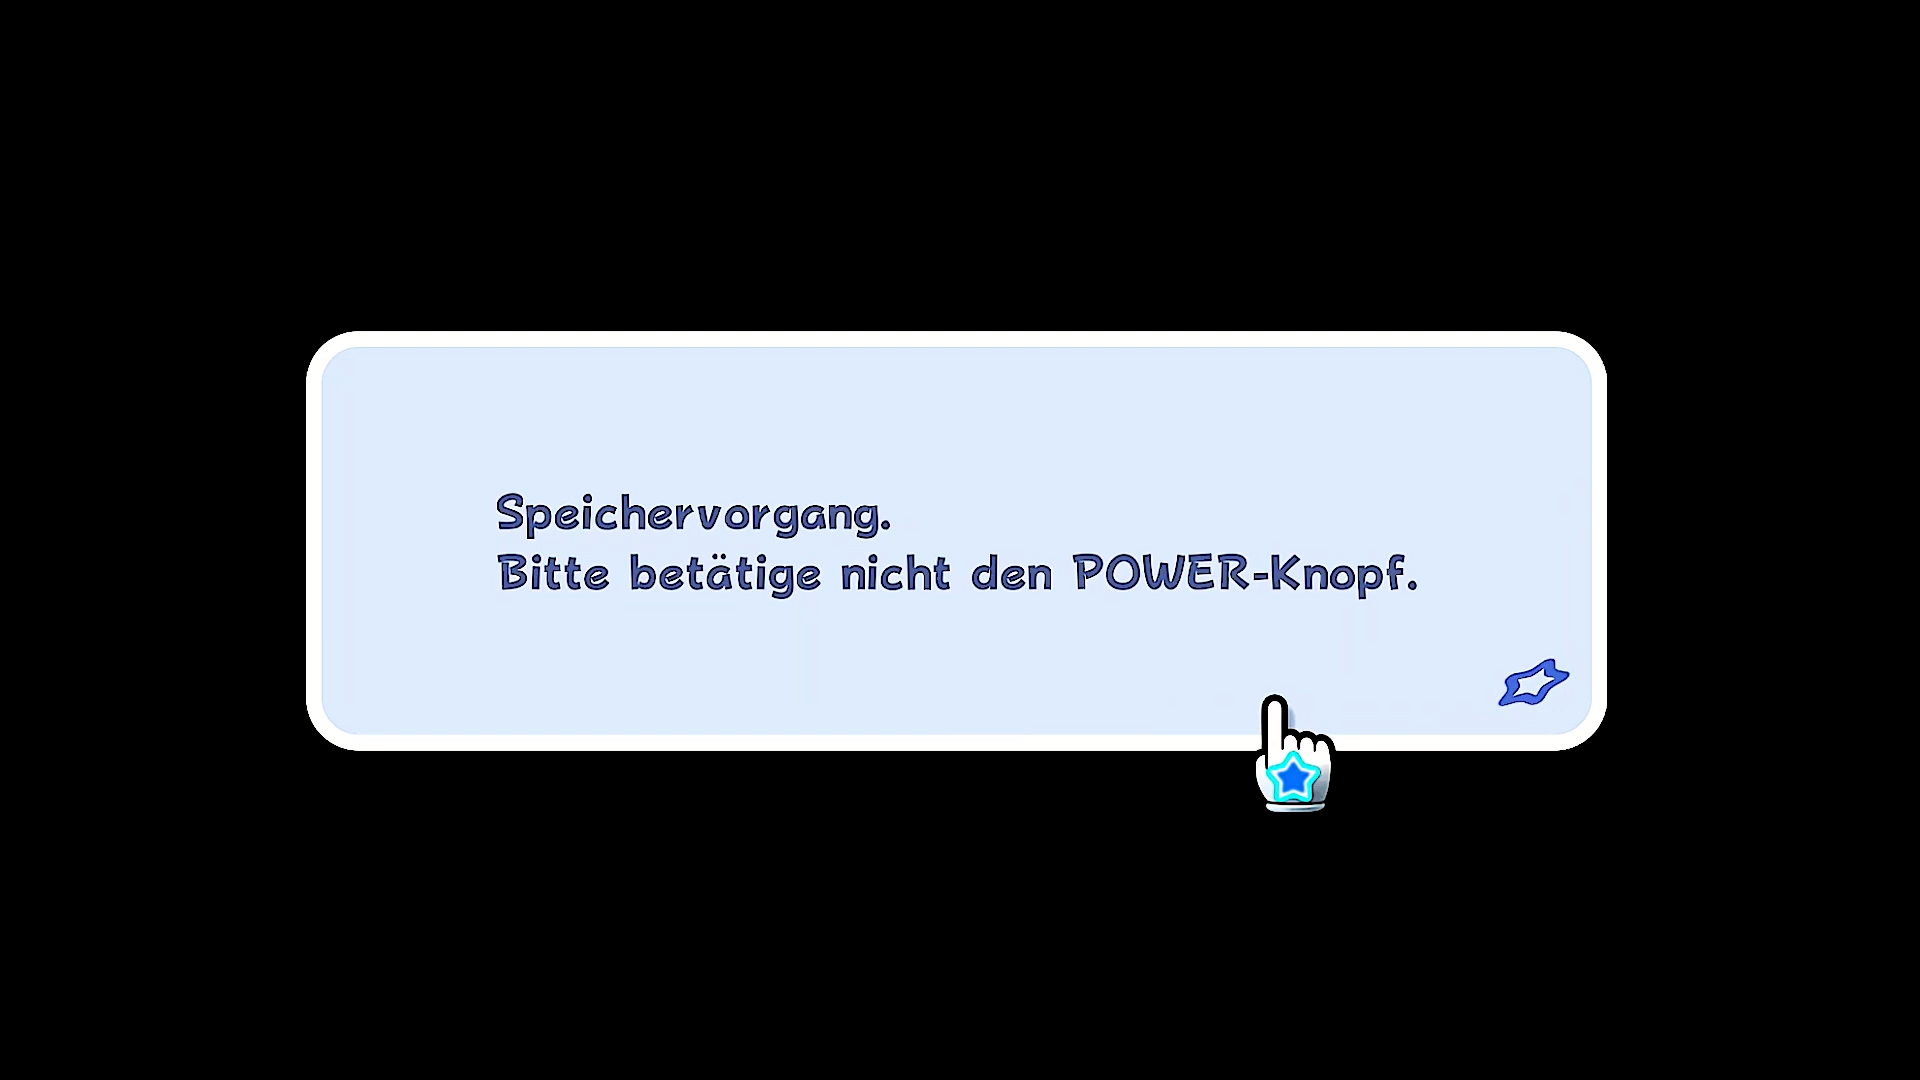 Speichervorgang.
Bitte betätige nicht den POWER-Knopf.